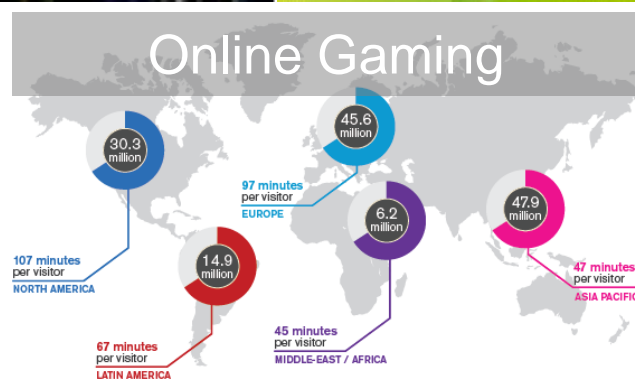 Online Gaming
30.3
million
107 minutes
per visitor
NORTH AMERICA
14.9
million
67 minutes
per visitor
LATIN AMERICA
45.6
million
97 minutes
per visitor
EUROPE
6.2
million
45 minutes
per visitor
MIDDLE-EAST / AFRICA
47.9
million
47 minutes
per visitor
ASIA PACIFIC